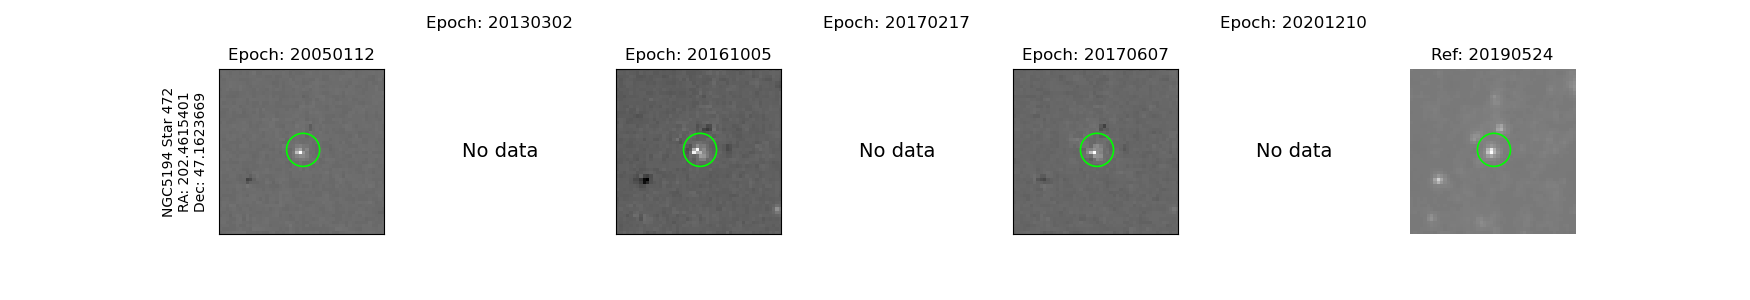 Epoch: 20130302
Epoch: 20170217
Epoch: 20201210
Epoch: 20050112
Epoch: 20161005
Epoch: 20170607
Ref: 20190524
NGC5194 Star 472
RA: 202.4615401
Dec: 47.1623669
No data
No data
No data